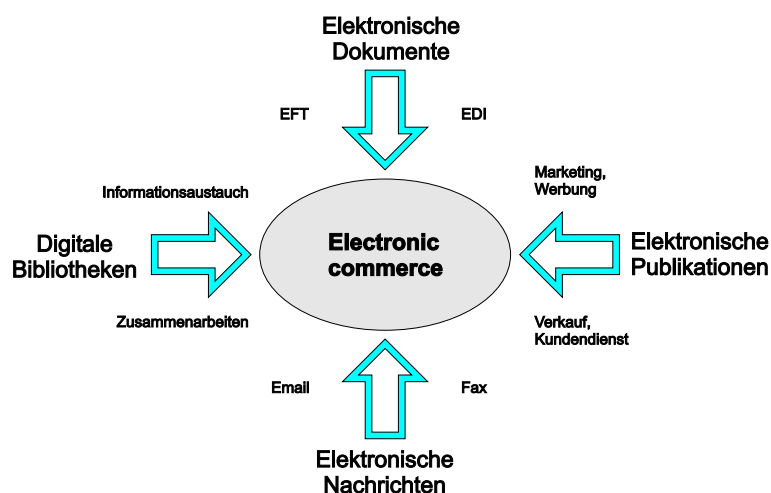 Elektronische
Dokumente
EFT
EDI
Marketing,
Werbung
Informationsaustauch
Digitale
Bibliotheken
Electronic
commerce
Elektronische
Publikationen
Zusammenarbeiten
Verkauf,
Kundendienst
Email
Fax
Elektronische
Nachrichten